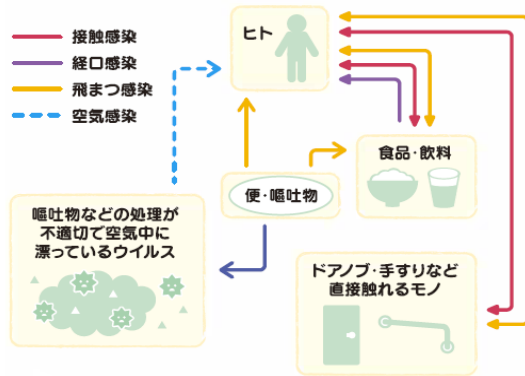 接触感染
経口感染
飛まつ感染
空気感染
ヒト
食品・飲料
便・嘔吐物
嘔吐物などの処理が
不適切で空気中に
漂っているウイルス
ドアノブ・手すりなど
直接触れるモノ